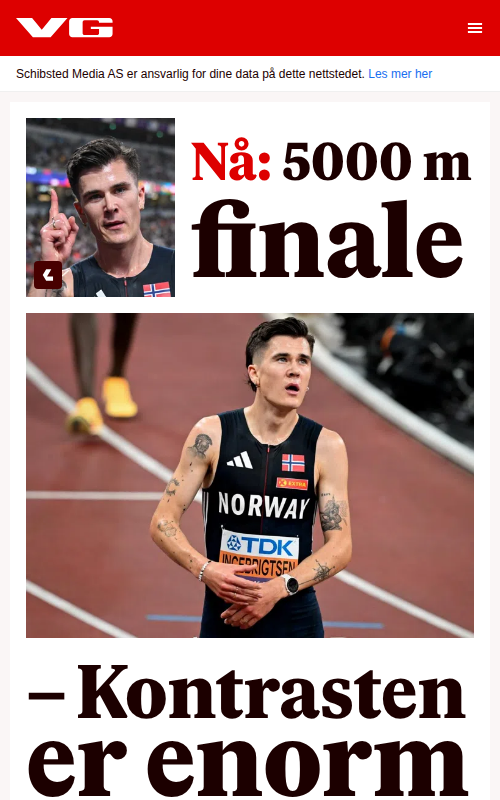 VG
Schibsted Media AS er ansvarlig for dine data på dette nettstedet. Les mer her
Nå: 5000 m
finale
EXTRA
NORWAY
TDK
INGEBRIGTSEN
– Kontrasten
er enorm